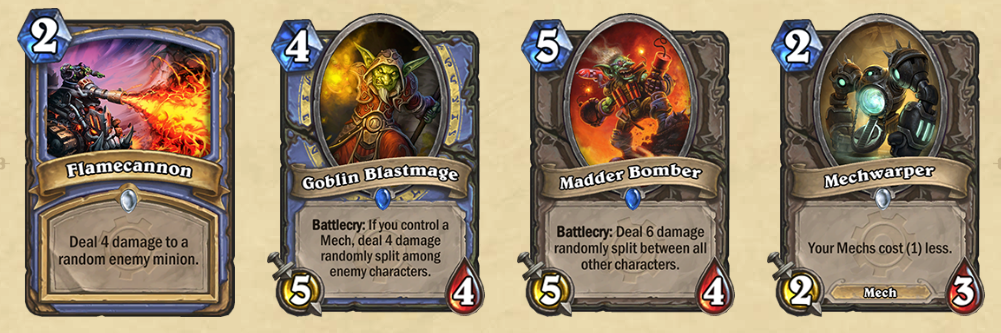 2
Flamecannon
Deal 4 damage to a
random enemy minion.
4
Goblin Blastmage
Battlecry: If you control a
Mech, deal 4 damage
randomly split among
enemy characters.
5
4
5
Madder Bomber
Battlecry: Deal 6 damage
randomly split between all
other characters.
5
4
2
Mechwarper
Your Mechs cost (1) less.
2
Mech
3